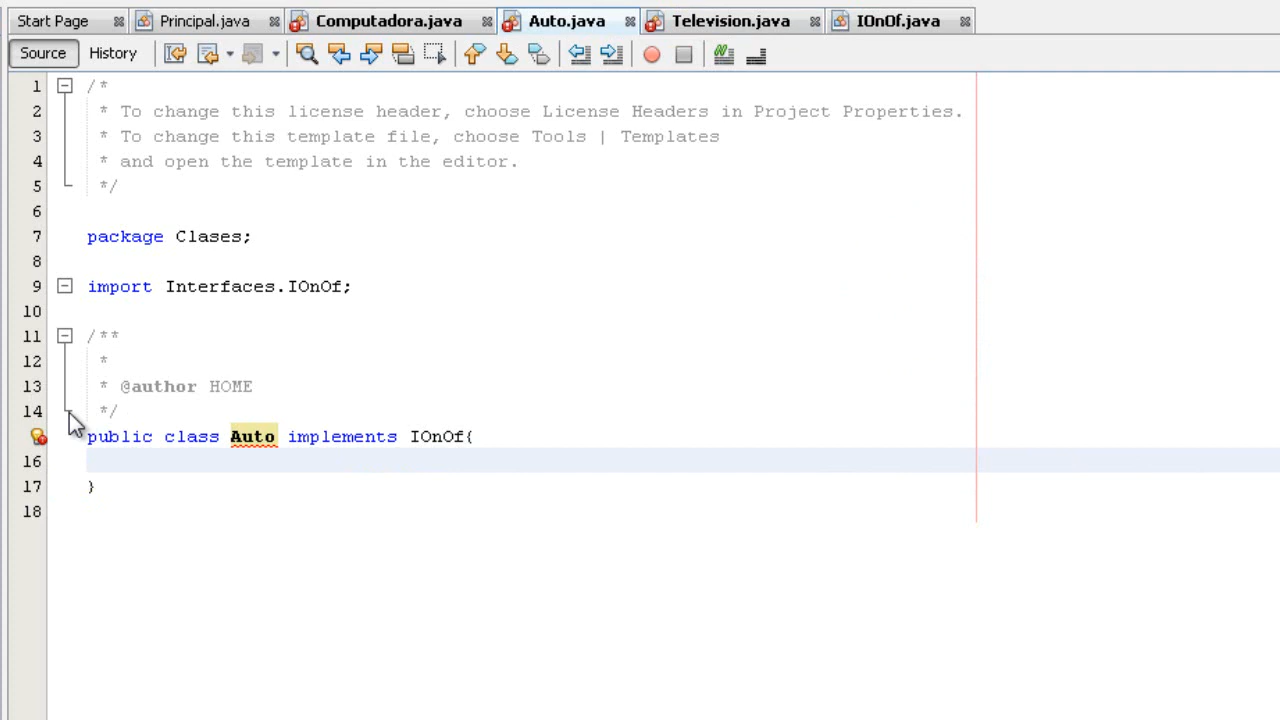 Start Page Principal.java Computadora.java Auto.java Television.java IOnOf.java
Source History
1 /*
2 * To change this license header, choose License Headers in Project Properties.
3 * To change this template file, choose Tools | Templates
4 * and open the template in the editor.
5 */
6
7 package Clases;
8
9 import Interfaces.IOnOf;
10
11 /**
12 *
13 * @author HOME
14 */
public class Auto implements IOnOf{
16
17 }
18